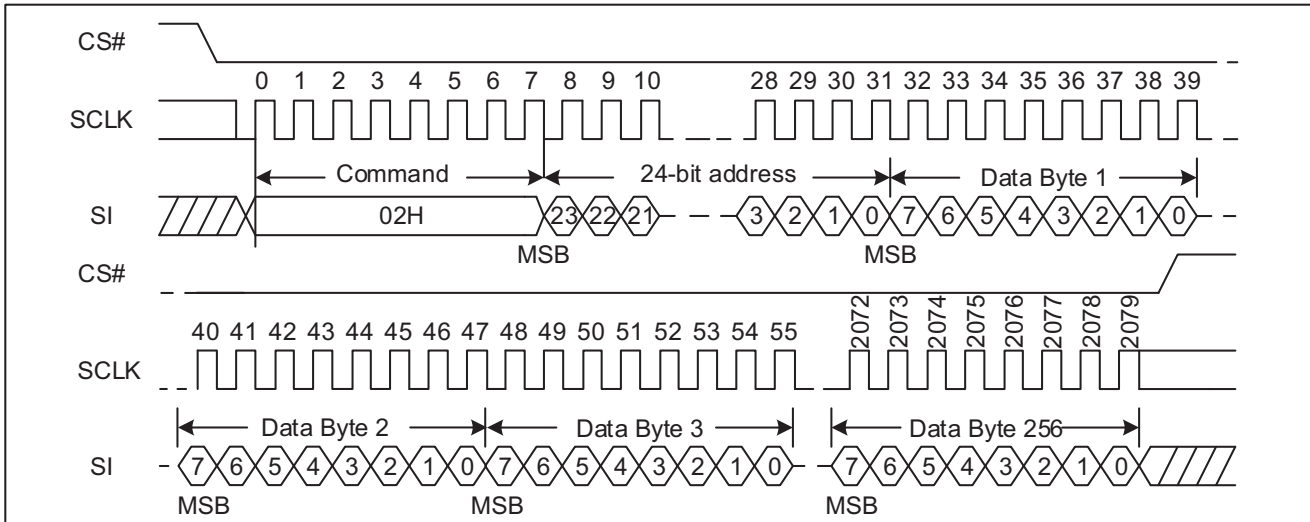 CS#
0 1 2 3 4 5 6 7 8 9 10 28 29 30 31 32 33 34 35 36 37 38 39
SCLK
Command 24-bit address Data Byte 1
SI 02H 23 22 21 3 2 1 0 7 6 5 4 3 2 1 0
MSB MSB
CS#
40 41 42 43 44 45 46 47 48 49 50 51 52 53 54 55 2072 2073 2074 2075 2076 2077 2078 2079
SCLK
Data Byte 2 Data Byte 3 Data Byte 256
SI 7 6 5 4 3 2 1 0 7 6 5 4 3 2 1 0 7 6 5 4 3 2 1 0
MSB MSB MSB